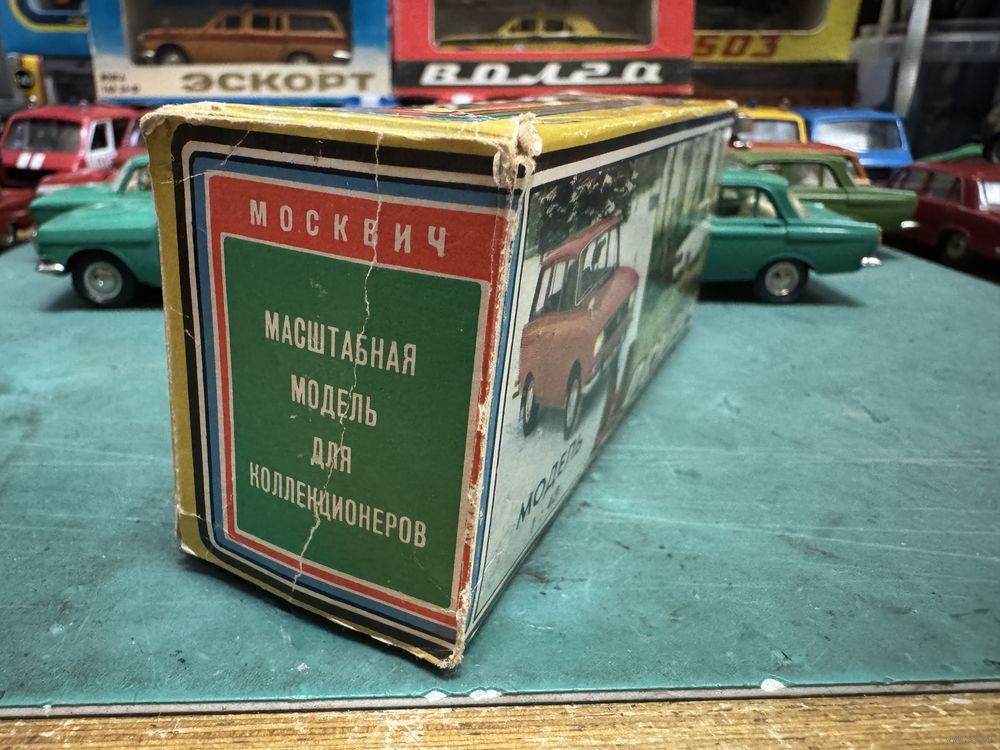 ЭСКОРТ
ВОЛГА
503
МОСКВИЧ
МАСШТАБНАЯ
МОДЕЛЬ
ДЛЯ
КОЛЛЕКЦИОНЕРОВ
МОДЕЛЬ